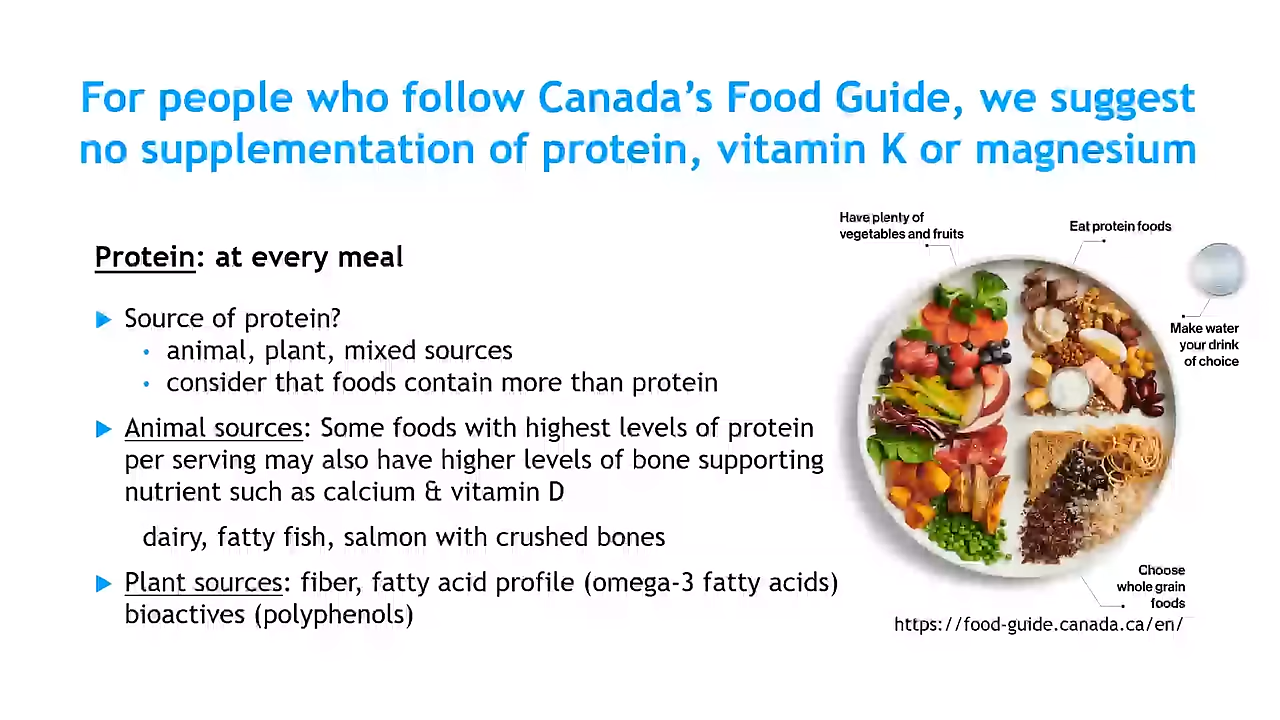 For people who follow Canada's Food Guide, we suggest
no supplementation of protein, vitamin K or magnesium
Protein: at every meal
Source of protein?
animal, plant, mixed sources
consider that foods contain more than protein
Animal sources: Some foods with highest levels of protein
per serving may also have higher levels of bone supporting
nutrient such as calcium & vitamin D
dairy, fatty fish, salmon with crushed bones
Plant sources: fiber, fatty acid profile (omega-3 fatty acids)
bioactives (polyphenols)
Have plenty of
vegetables and fruits
Eat protein foods
Make water
your drink
of choice
Choose
whole grain
foods
https://food-guide.canada.ca/en/